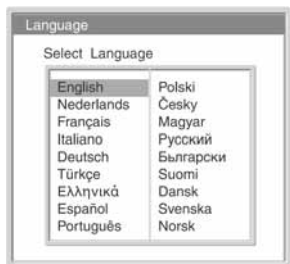 Language
Select Language
English
Nederlands
Français
Italiano
Deutsch
Türkçe
Ελληνικά
Español
Português
Polski
Česky
Magyar
Русский
Български
Suomi
Dansk
Svenska
Norsk